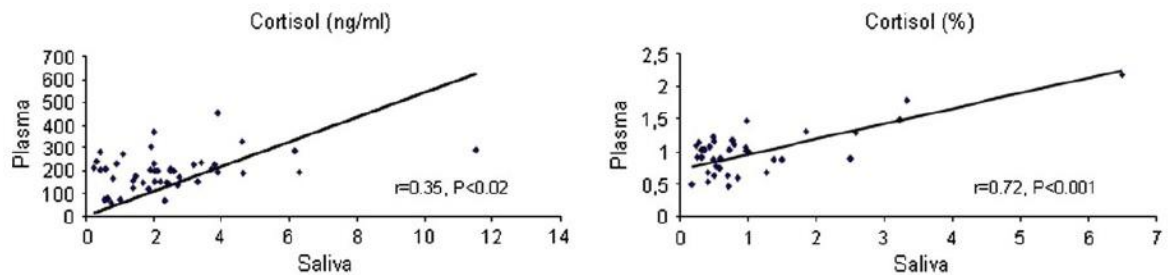 Cortisol (ng/ml)
700
600
500
400
300
200
100
0
Plasma
0 2 4 6 8 10 12 14
Saliva
r=0.35, P<0.02
Cortisol (%)
2,5
2
1,5
1
0,5
0
Plasma
0 1 2 3 4 5 6 7
Saliva
r=0.72, P<0.001